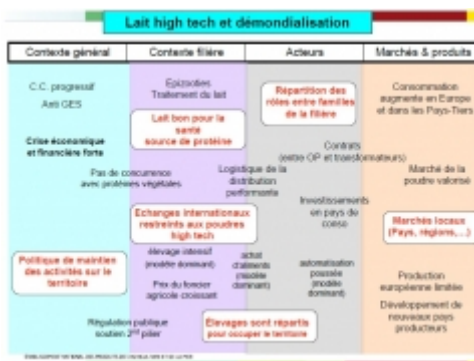 Lait high tech et démondialisation
Contexte général
Contexte filière
Acteurs
Marchés & produits
C.C. progressif
Anti GES
Crise économique
et financière forte
Politique de maintien
des activités sur le
territoire
Epizooties
Traitement du lait
Lait bon pour la
santé
source de protéine
Pas de concurrence
avec protéines végétales
Echanges internationaux
restreints aux poudres
high tech
élevage intensif
(modèle dominant)
Prix du foncier
agricole croissant
Régulation publique
soutien 2nd pilier
Répartition des
rôles entre familles
de la filière
Contrats
(entre OP et transformateurs)
Logistique de la
distribution
performante
Investissements
en pays de
conso
achat
d'aliments
(modèle
dominant)
automatisation
poussée
(modèle
dominant)
Élevages sont répartis
pour occuper le territoire
Consommation
augmente en Europe
et dans les Pays-Tiers
Marché de la
poudre valorisé
Marchés locaux
(Pays, régions,...)
Production
européenne limitée
Développement de
nouveaux pays
producteurs